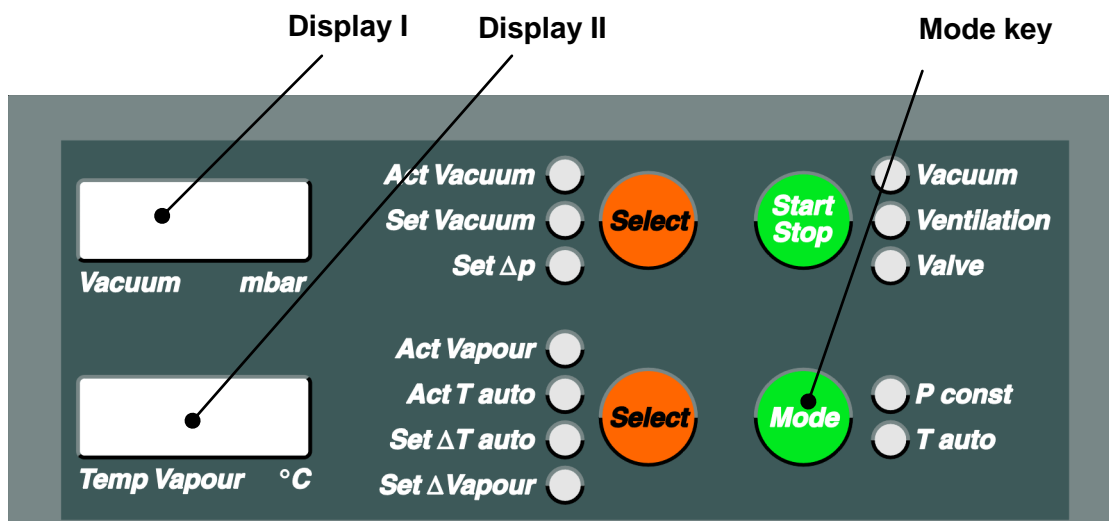 Display I
Display II
Mode key
Vacuum mbar
Act Vacuum
Set Vacuum
Set Δp
Select
Start
Stop
Vacuum
Ventilation
Valve
Temp Vapour °C
Act Vapour
Act T auto
Set ΔT auto
Set ΔVapour
Select
Mode
P const
T auto